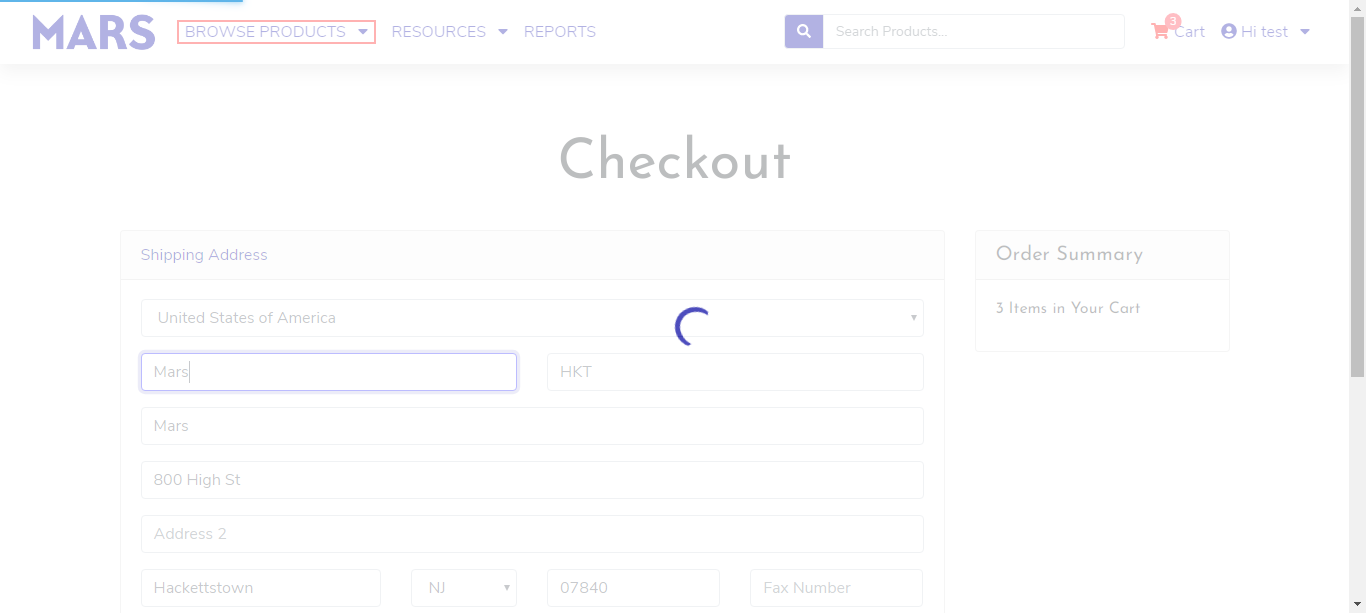 MARS BROWSE PRODUCTS RESOURCES REPORTS Search Products... 3 Cart Hi test
Checkout
Shipping Address
United States of America
Mars HKT
Mars
800 High St
Address 2
Hackettstown NJ 07840 Fax Number
Order Summary
3 Items in Your Cart